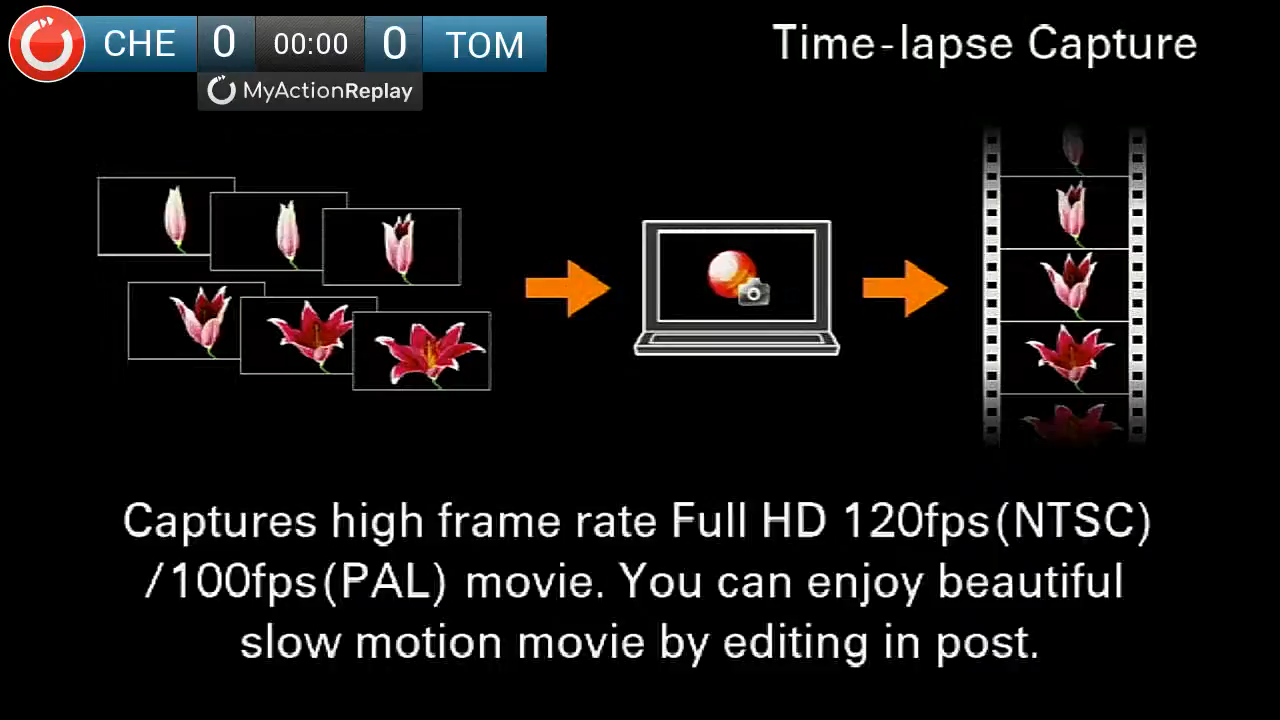 CHE 0 00:00 0 TOM
MyActionReplay
Time-lapse Capture
Captures high frame rate Full HD 120fps(NTSC)
/100fps(PAL) movie. You can enjoy beautiful
slow motion movie by editing in post.